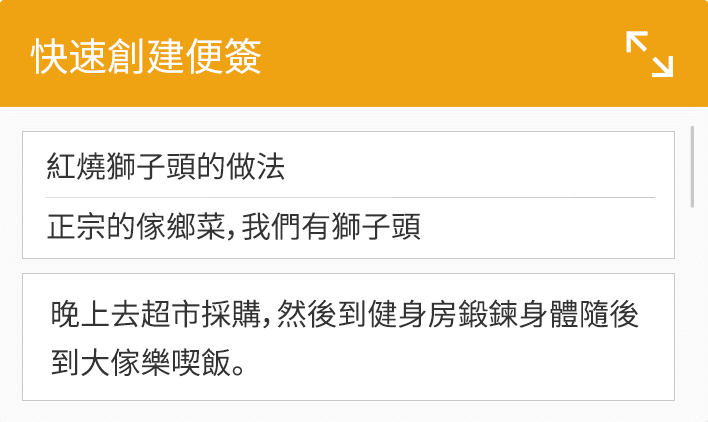 快速創建便簽
紅燒獅子頭的做法
正宗的傢鄉菜，我們有獅子頭
晚上去超市採購，然後到健身房鍛鍊身體隨後
到大傢樂喫飯。